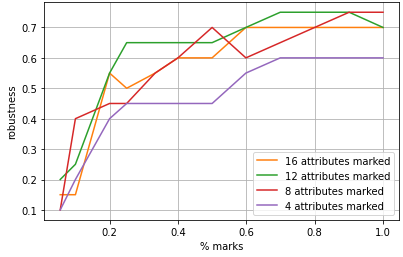 0.7
0.6
0.5
0.4
0.3
0.2
0.1
robustness
0.2 0.4 0.6 0.8 1.0
% marks
16 attributes marked
12 attributes marked
8 attributes marked
4 attributes marked